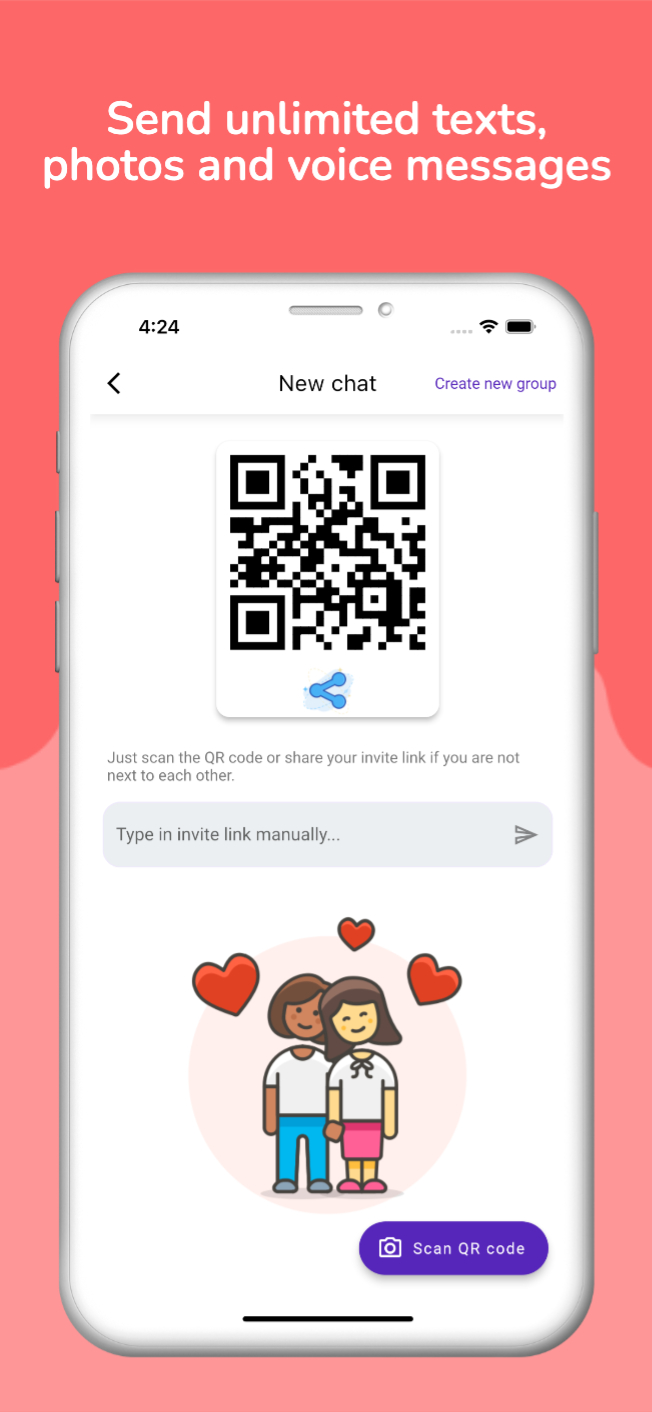 Send unlimited texts,
photos and voice messages
4:24
New chat
Create new group
Just scan the QR code or share your invite link if you are not
next to each other.
Type in invite link manually...
Scan QR code